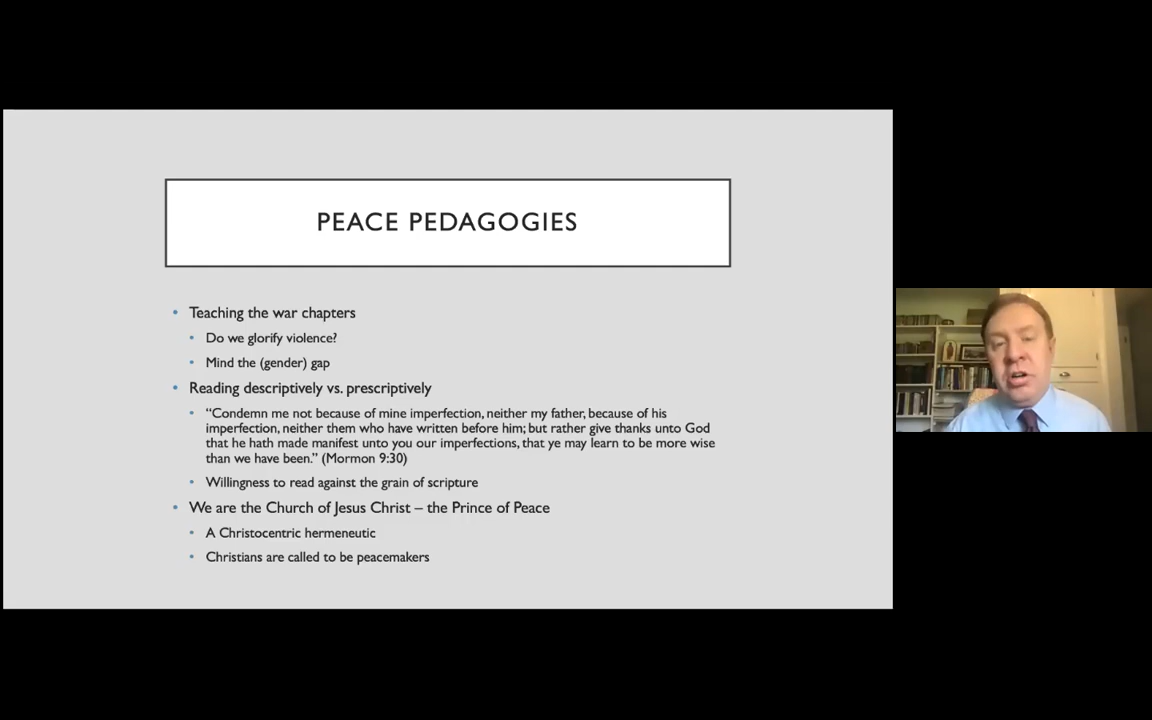 PEACE PEDAGOGIES
• Teaching the war chapters
• Do we glorify violence?
• Mind the (gender) gap
• Reading descriptively vs. prescriptively
• “Condemn me not because of mine imperfection, neither my father, because of his
imperfection, neither them who have written before him; but rather give thanks unto God
that he hath made manifest unto you our imperfections, that ye may learn to be more wise
than we have been.” (Mormon 9:30)
• Willingness to read against the grain of scripture
• We are the Church of Jesus Christ – the Prince of Peace
• A Christocentric hermeneutic
• Christians are called to be peacemakers